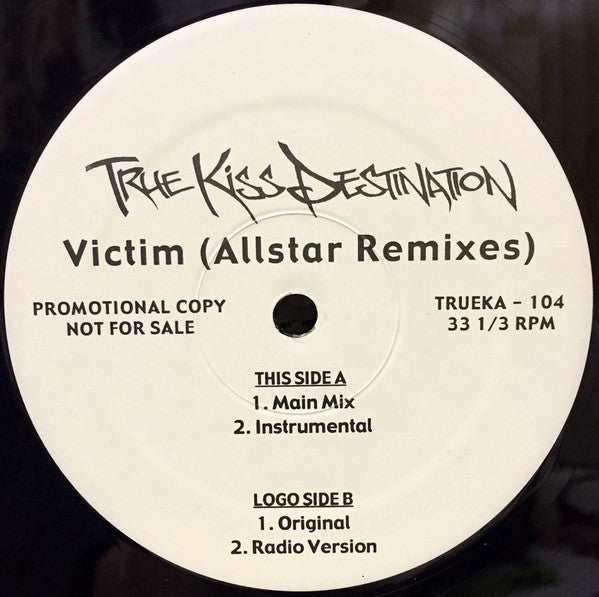 TRUE KISS DESTINATION
Victim (Allstar Remixes)
PROMOTIONAL COPY
NOT FOR SALE
TRUEKA - 104
33 1/3 RPM
THIS SIDE A
1. Main Mix
2. Instrumental
LOGO SIDE B
1. Original
2. Radio Version